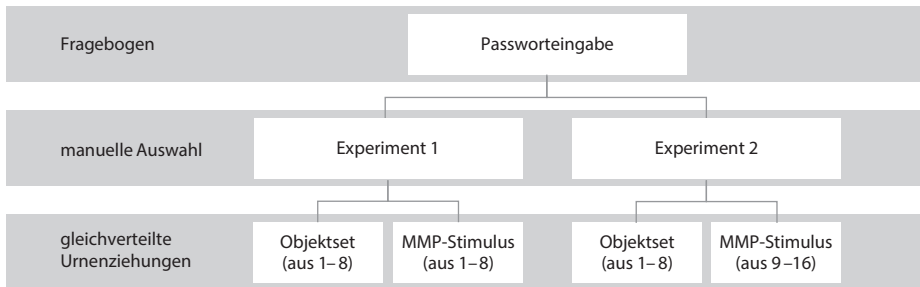 Fragebogen
Passworteingabe
manuelle Auswahl
Experiment 1
Experiment 2
gleichverteilte
Urnenziehungen
Objektset
(aus 1–8)
MMP-Stimulus
(aus 1–8)
Objektset
(aus 1–8)
MMP-Stimulus
(aus 9–16)